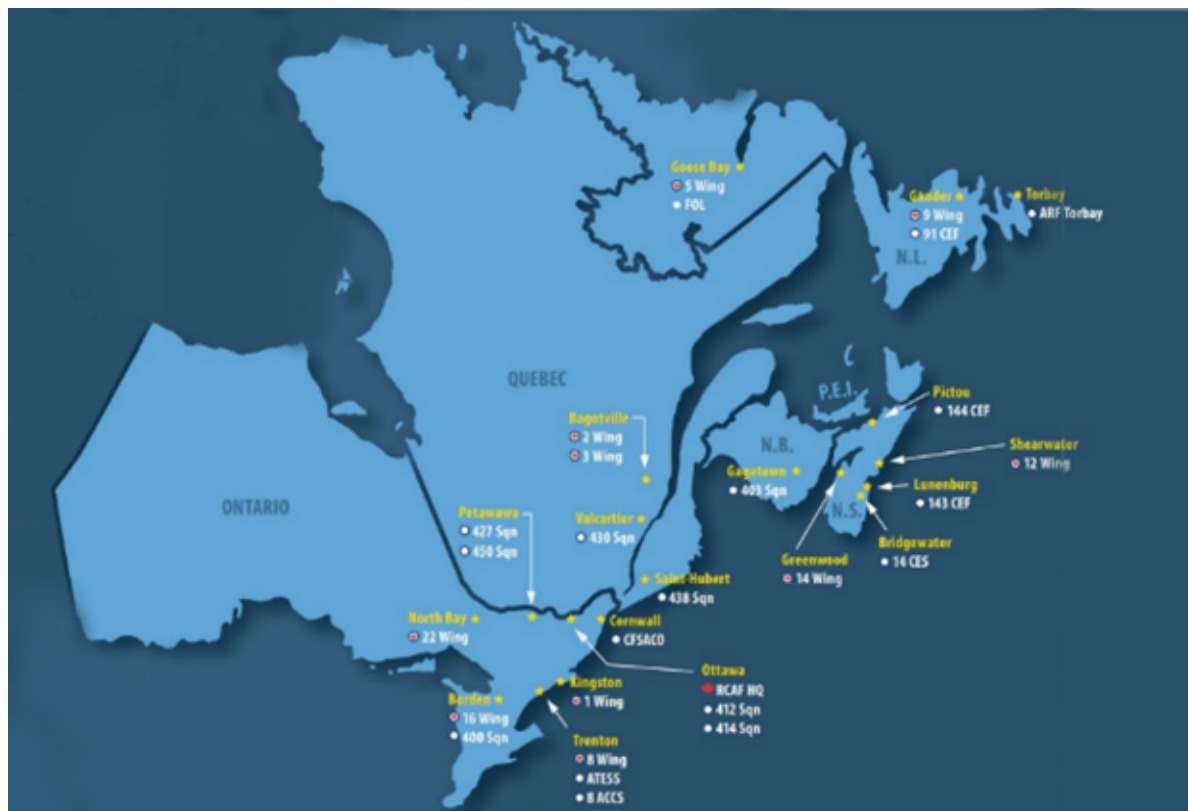 Goose Bay
5 Wing
FOL
Gander
9 Wing
91 CEF
N.L.
Torbay
ARF Torbay
QUEBEC
Bagotville
2 Wing
3 Wing
P.E.I.
Pictou
144 CEF
N.B.
Gagetown
403 Sqn
Shearwater
12 Wing
Lunenburg
143 CEF
N.S.
Bridgewater
14 CES
Greenwood
14 Wing
ONTARIO
Petawawa
427 Sqn
450 Sqn
Valcartier
430 Sqn
Saint-Hubert
438 Sqn
North Bay
22 Wing
Cornwall
CFSACO
Ottawa
RCAF HQ
412 Sqn
414 Sqn
Kingston
1 Wing
Borden
16 Wing
400 Sqn
Trenton
8 Wing
ATESS
8 ACCS